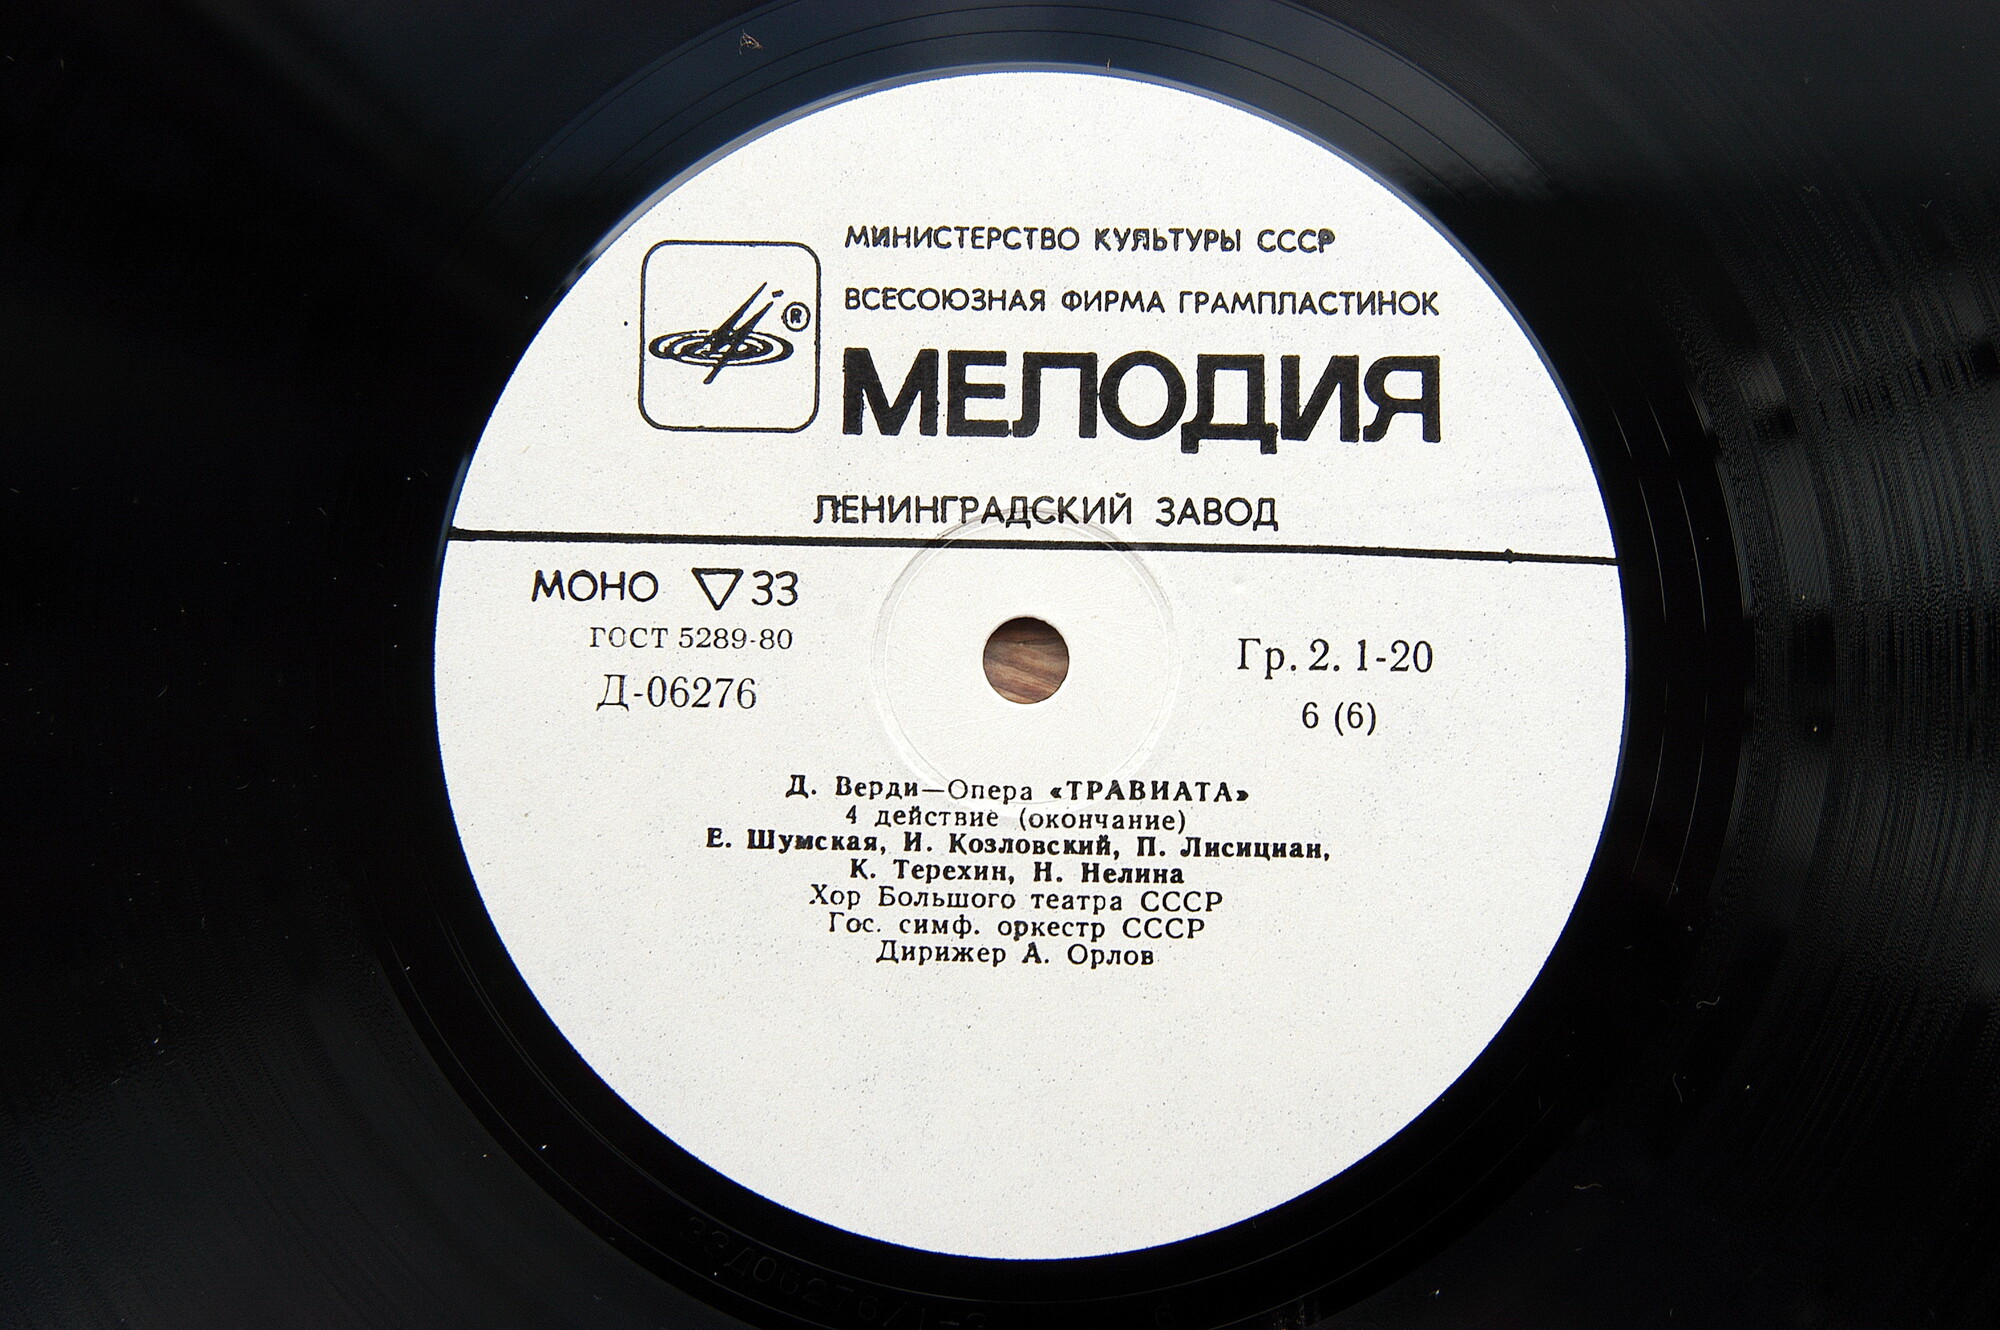 МИНИСТЕРСТВО КУЛЬТУРЫ СССР
ВСЕСОЮЗНАЯ ФИРМА ГРАМПЛАСТИНОК
®
МЕЛОДИЯ
ЛЕНИНГРАДСКИЙ ЗАВОД
МОНО ▽33
ГОСТ 5289-80
Д-06276
Гр. 2. 1-20
6 (6)
Д. Верди—Опера «ТРАВИАТА»
4 действие (окончание)
Е. Шумская, И. Козловский, П. Лисициан,
К. Терехин, Н. Нелина
Хор Большого театра СССР
Гос. симф. оркестр СССР
Дирижер А. Орлов